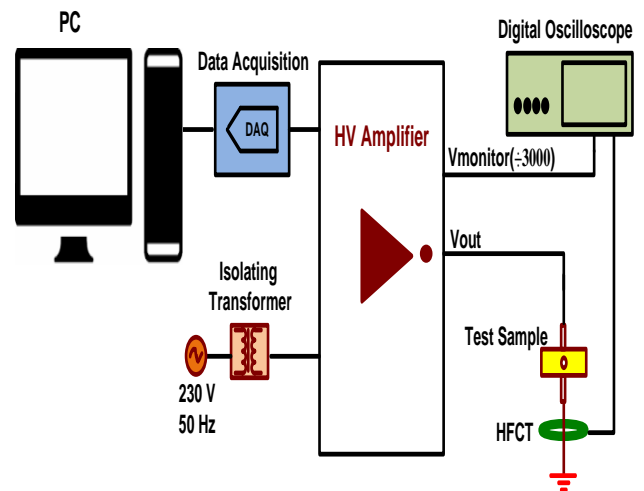 PC
Digital Oscilloscope
Data Acquisition
DAQ
HV Amplifier
Vmonitor(÷3000)
Vout
Isolating
Transformer
230 V
50 Hz
Test Sample
HFCT